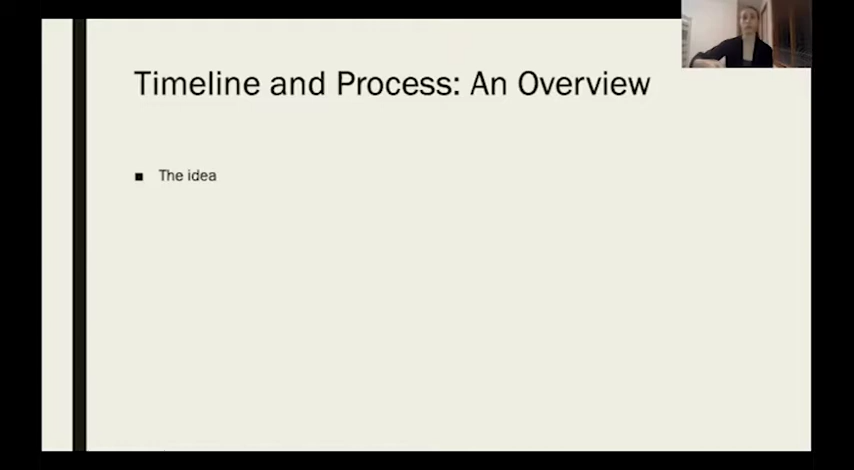 Timeline and Process: An Overview
■ The idea